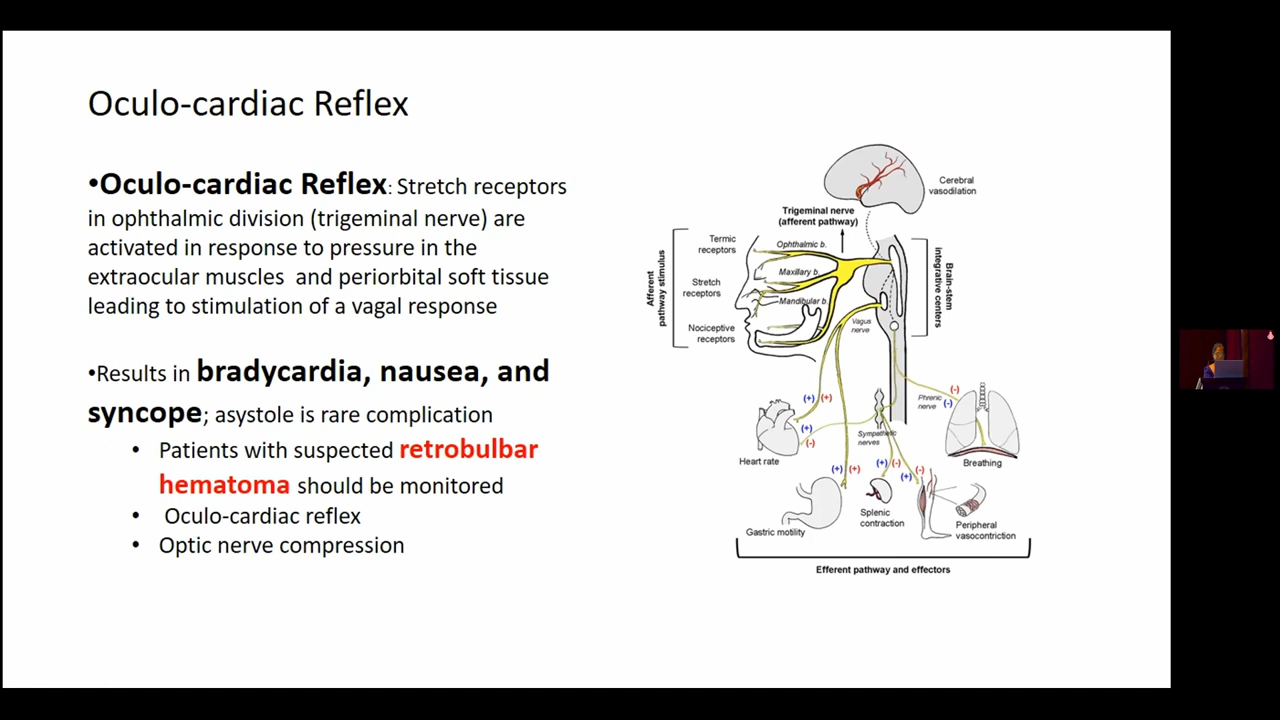 Oculo-cardiac Reflex
•Oculo-cardiac Reflex: Stretch receptors
in ophthalmic division (trigeminal nerve) are
activated in response to pressure in the
extraocular muscles and periorbital soft tissue
leading to stimulation of a vagal response
•Results in bradycardia, nausea, and
syncope; asystole is rare complication
• Patients with suspected retrobulbar
hematoma should be monitored
• Oculo-cardiac reflex
• Optic nerve compression
Cerebral
vasodilation
Trigeminal nerve
(afferent pathway)
Afferent
pathway stimulus
Termic
receptors
Stretch
receptors
Nociceptive
receptors
Ophthalmic b.
Maxillary b.
Mandibular b.
Vagus
nerve
Brain-stem
integrative centers
Phrenic
nerve
(-)
(-)
(+) (+)
(+)
(-)
Heart rate
Sympathetic
nerves
Breathing
(+) (+)
(+) (-)
(-)
(+)
Gastric motility
Splenic
contraction
Peripheral
vasocontriction
Efferent pathway and effectors